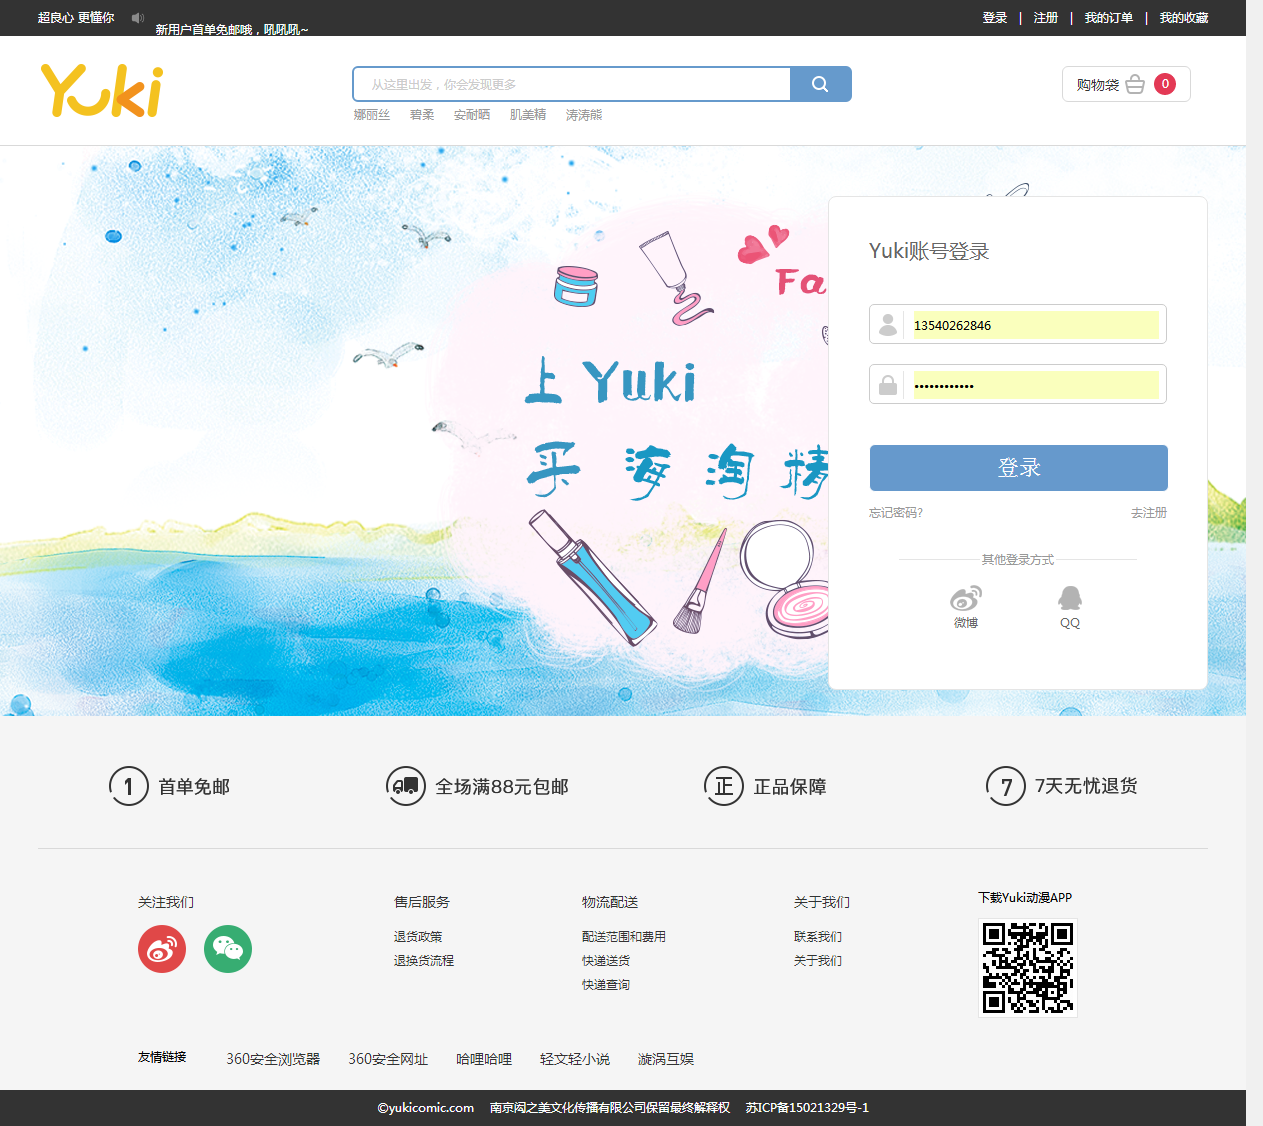 超良心 更懂你
新用户首单免邮哦，吼吼吼~
登录 | 注册 | 我的订单 | 我的收藏
Yuki
从这里出发，你会发现更多
购物袋 0
娜丽丝 碧柔 安耐晒 肌美精 涛涛熊
Yuki账号登录
Fa
13540262846
上Yuki
••••••••••••
买 海 淘 精
登录
忘记密码? 去注册
其他登录方式
微博 QQ
1 首单免邮
全场满88元包邮
正 正品保障
7 7天无忧退货
关注我们
售后服务
退货政策
退换货流程
物流配送
配送范围和费用
快递送货
快递查询
关于我们
联系我们
关于我们
下载Yuki动漫APP
友情链接 360安全浏览器 360安全网址 哈哩哈哩 轻文轻小说 漩涡互娱
©yukicomic.com 南京闳之美文化传播有限公司保留最终解释权 苏ICP备15021329号-1